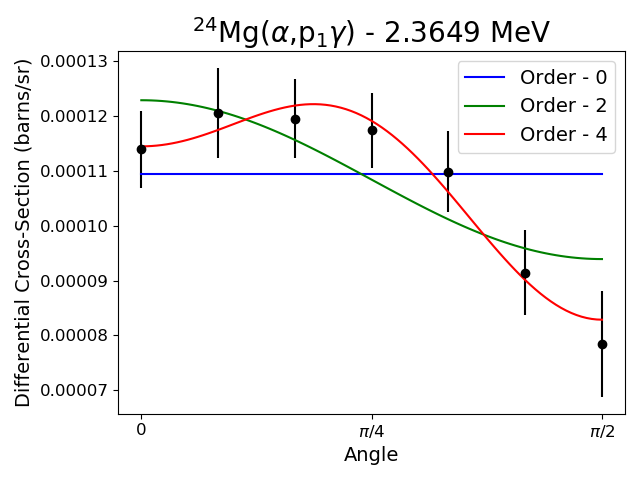 ²⁴Mg(α,p₁γ) - 2.3649 MeV
Differential Cross-Section (barns/sr)
0.00013
0.00012
0.00011
0.00010
0.00009
0.00008
0.00007
Order - 0
Order - 2
Order - 4
0
π/4
π/2
Angle